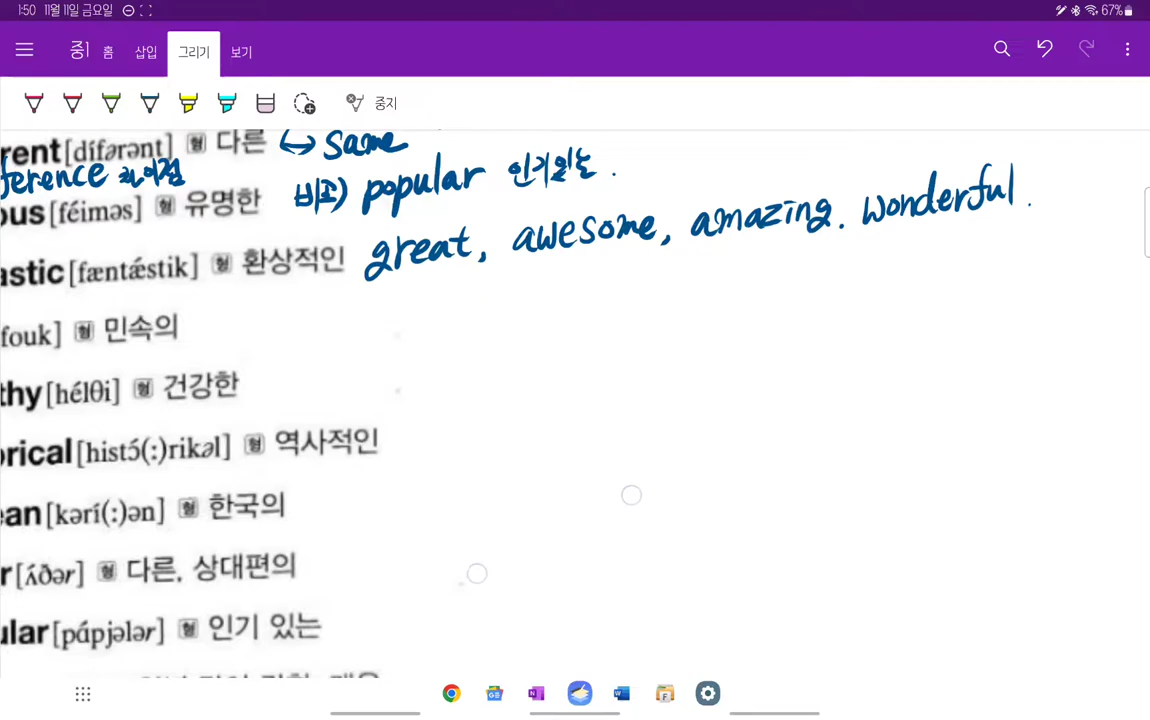 1:50 11월 11일 금요일 67%
중1 홈 삽입 그리기 보기
중지
rent[dífərənt] 형 다른 ↔ same
ference 차이점
ous[féiməs] 형 유명한 비교) popular 인기있는.
astic[fæntǽstik] 형 환상적인 great, awesome, amazing. wonderful.
fouk] 형 민속의
thy[hélθi] 형 건강한
orical[histɔ́(:)rikəl] 형 역사적인
ean[kərí(:)ən] 형 한국의
r[ʌ́ðər] 형 다른, 상대편의
ular[pápjələr] 형 인기 있는